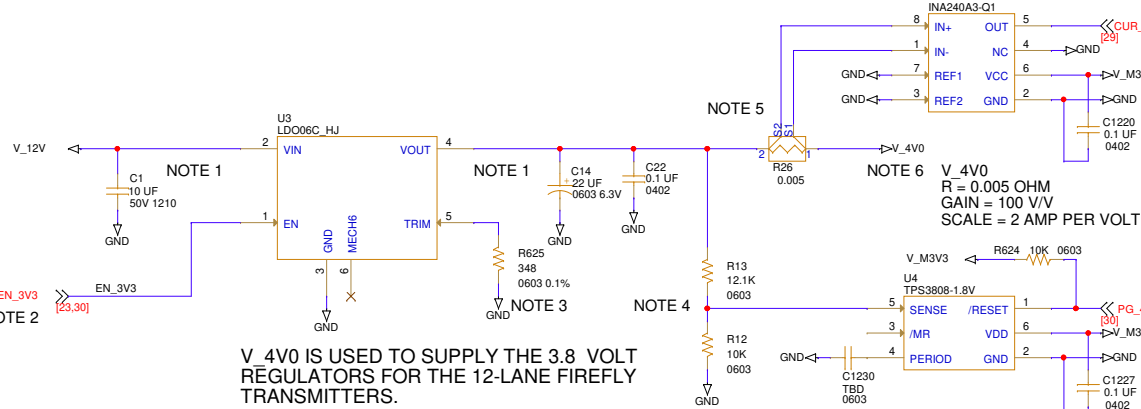 INA240A3-Q1
8 IN+ OUT 5 CUR_
[29]
1 IN- NC 4 GND
GND 7 REF1 VCC 6 V_M3
GND 3 REF2 GND 2 GND
C1220
0.1 UF
0402
NOTE 5
S2 S1
2 1
R26
0.005
V_4V0
NOTE 6
V_4V0
R = 0.005 OHM
GAIN = 100 V/V
SCALE = 2 AMP PER VOLT
U3
LDO06C_HJ
V_12V
2 VIN VOUT 4
NOTE 1
NOTE 1
C1
10 UF
50V 1210
GND
1 EN TRIM 5
GND MECH6
3 6
GND
C14
+
22 UF
0603 6.3V
GND
C22
0.1 UF
0402
GND
R625
348
0603 0.1%
GND
NOTE 3
EN_3V3
[23,30]
EN_3V3
OTE 2
R13
12.1K
0603
NOTE 4
R12
10K
0603
GND
V_M3V3
R624 10K 0603
U4
TPS3808-1.8V
5 SENSE /RESET 1 PG_4
[30]
3 /MR VDD 6 V_M3
GND 4 PERIOD GND 2 GND
C1230
TBD
0603
C1227
0.1 UF
0402
V_4V0 IS USED TO SUPPLY THE 3.8 VOLT
REGULATORS FOR THE 12-LANE FIREFLY
TRANSMITTERS.